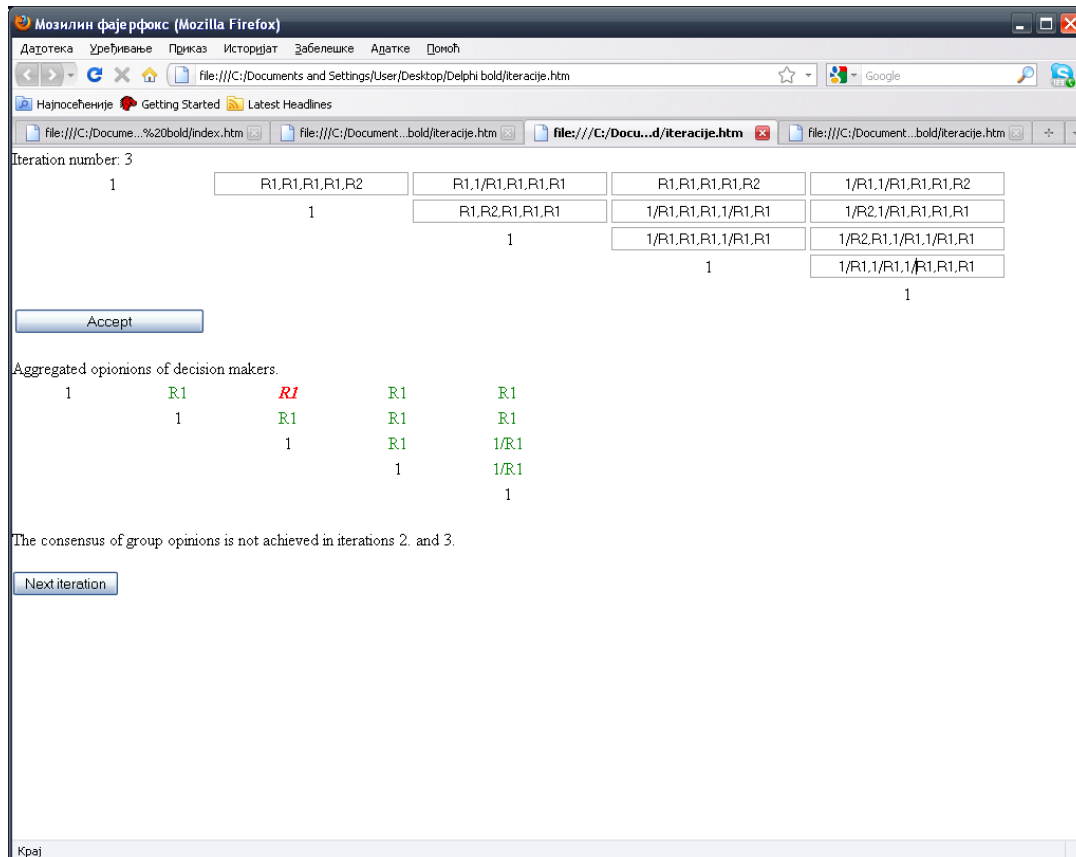 Мозилин фајерфокс (Mozilla Firefox)
Датотека Уређивање Приказ Историјат Забелешке Алатке Помоћ
file:///C:/Documents and Settings/User/Desktop/Delphi bold/iteracije.htm Google
Најпосећеније Getting Started Latest Headlines
file:///C:/Docume...%20bold/index.htm file:///C:/Document...bold/iteracije.htm file:///C:/Docu...d/iteracije.htm file:///C:/Document...bold/iteracije.htm
Iteration number: 3
1 R1,R1,R1,R1,R2 R1,1/R1,R1,R1,R1 R1,R1,R1,R1,R2 1/R1,1/R1,R1,R1,R2
1 R1,R2,R1,R1,R1 1/R1,R1,R1,1/R1,R1 1/R2,1/R1,R1,R1,R1
1 1/R1,R1,R1,1/R1,R1 1/R2,R1,1/R1,1/R1,R1
1 1/R1,1/R1,1/R1,R1,R1
1
Accept
Aggregated opionions of decision makers.
1 R1 R1 R1 R1
1 R1 R1 R1
1 R1 1/R1
1 1/R1
1
The consensus of group opinions is not achieved in iterations 2. and 3.
Next iteration
Крај